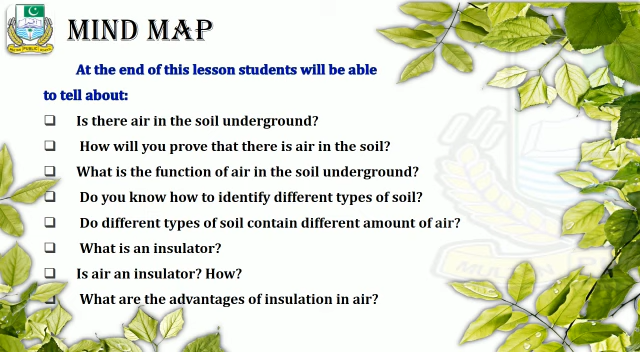 MIND MAP
At the end of this lesson students will be able
to tell about:
Is there air in the soil underground?
How will you prove that there is air in the soil?
What is the function of air in the soil underground?
Do you know how to identify different types of soil?
Do different types of soil contain different amount of air?
What is an insulator?
Is air an insulator? How?
What are the advantages of insulation in air?